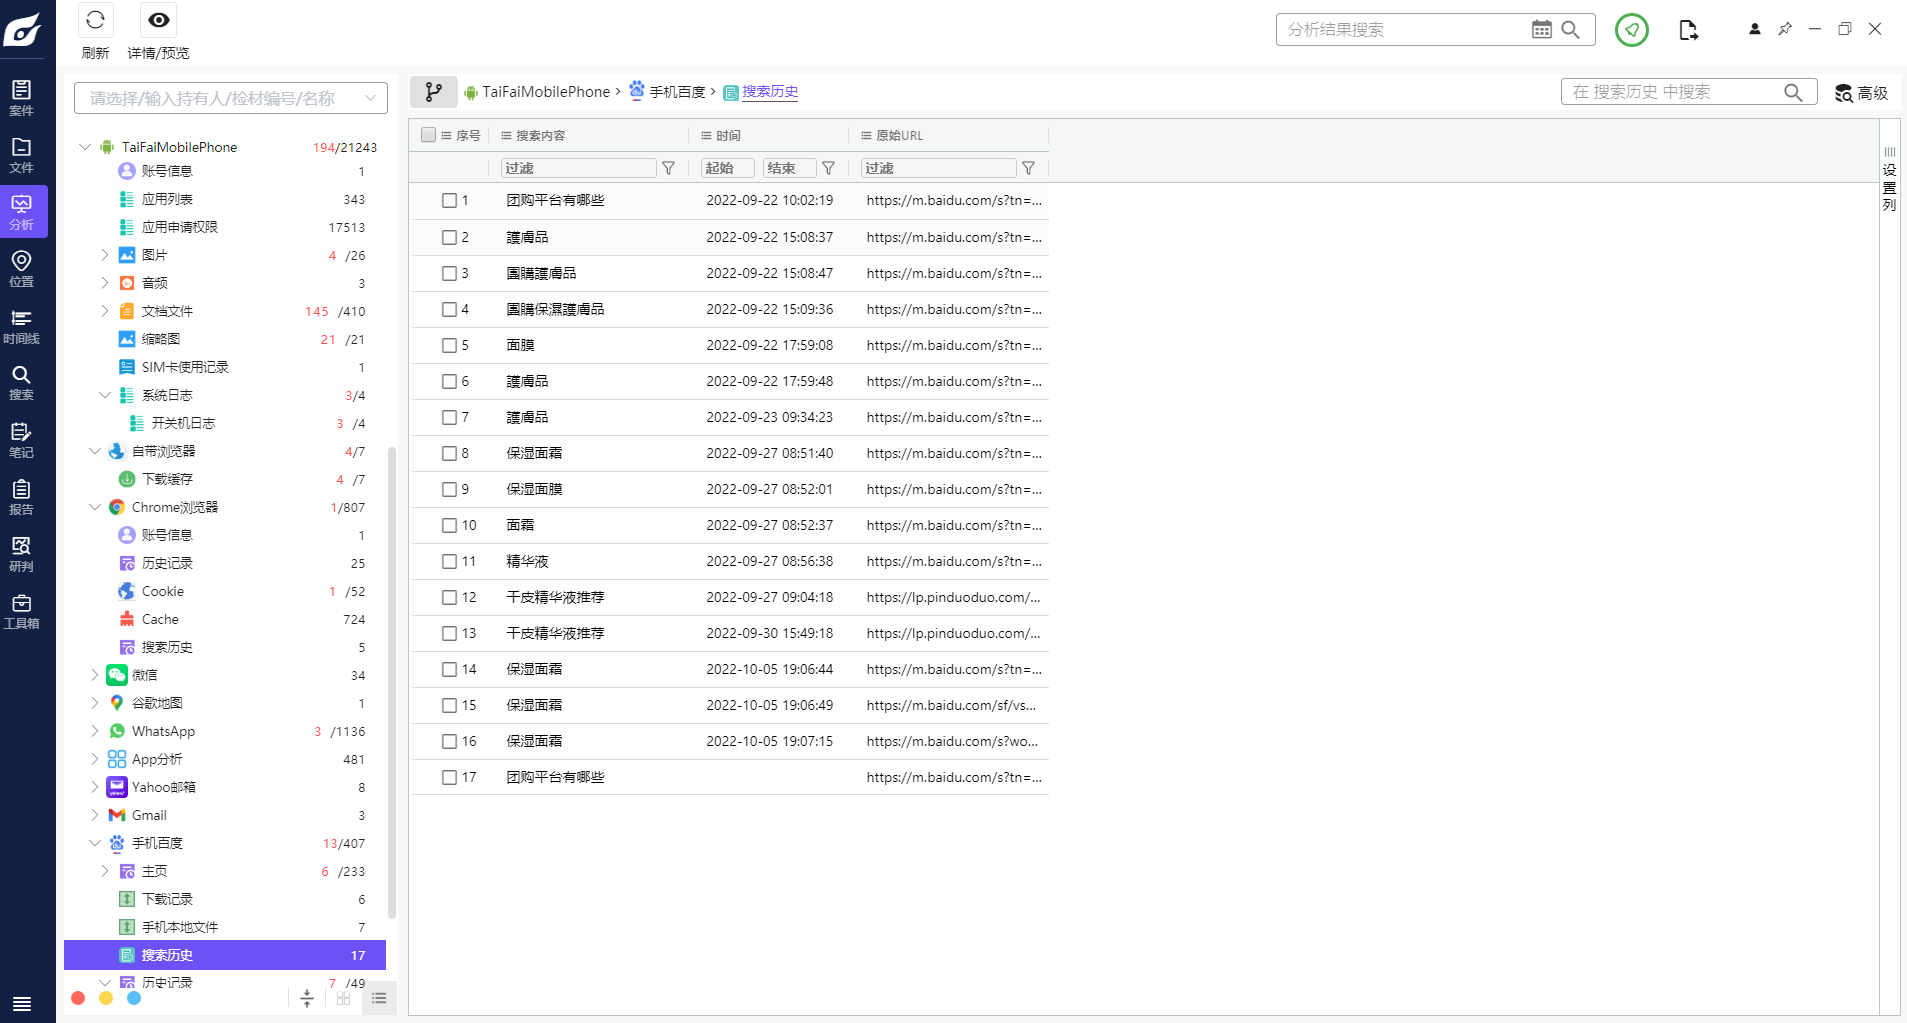 刷新
详情/预览
分析结果搜索
案件
文件
分析
位置
时间线
搜索
笔记
报告
研判
工具箱
请选择/输入持有人/检材编号/名称
TaiFaiMobilePhone 194/21243
账号信息 1
应用列表 343
应用申请权限 17513
图片 4 /26
音频 3
文档文件 145 /410
缩略图 21 /21
SIM卡使用记录 1
系统日志 3/4
开关机日志 3 /4
自带浏览器 4/7
下载缓存 4 /7
Chrome浏览器 1/807
账号信息 1
历史记录 25
Cookie 1 /52
Cache 724
搜索历史 5
微信 34
谷歌地图 1
WhatsApp 3 /1136
App分析 481
Yahoo邮箱 8
Gmail 3
手机百度 13/407
主页 6 /233
下载记录 6
手机本地文件 7
搜索历史 17
历史记录 7 /49
TaiFaiMobilePhone > 手机百度 > 搜索历史
在 搜索历史 中搜索
高级
序号 搜索内容 时间 原始URL
过滤 起始 结束 过滤
1 团购平台有哪些 2022-09-22 10:02:19 https://m.baidu.com/s?tn=...
2 護膚品 2022-09-22 15:08:37 https://m.baidu.com/s?tn=...
3 團購護膚品 2022-09-22 15:08:47 https://m.baidu.com/s?tn=...
4 團購保濕護膚品 2022-09-22 15:09:36 https://m.baidu.com/s?tn=...
5 面膜 2022-09-22 17:59:08 https://m.baidu.com/s?tn=...
6 護膚品 2022-09-22 17:59:48 https://m.baidu.com/s?tn=...
7 護膚品 2022-09-23 09:34:23 https://m.baidu.com/s?tn=...
8 保湿面霜 2022-09-27 08:51:40 https://m.baidu.com/s?tn=...
9 保湿面膜 2022-09-27 08:52:01 https://m.baidu.com/s?tn=...
10 面霜 2022-09-27 08:52:37 https://m.baidu.com/s?tn=...
11 精华液 2022-09-27 08:56:38 https://m.baidu.com/s?tn=...
12 干皮精华液推荐 2022-09-27 09:04:18 https://lp.pinduoduo.com/...
13 干皮精华液推荐 2022-09-30 15:49:18 https://lp.pinduoduo.com/...
14 保湿面霜 2022-10-05 19:06:44 https://m.baidu.com/s?tn=...
15 保湿面霜 2022-10-05 19:06:49 https://m.baidu.com/sf/vs...
16 保湿面霜 2022-10-05 19:07:15 https://m.baidu.com/s?wo...
17 团购平台有哪些 https://m.baidu.com/s?tn=...
设置列